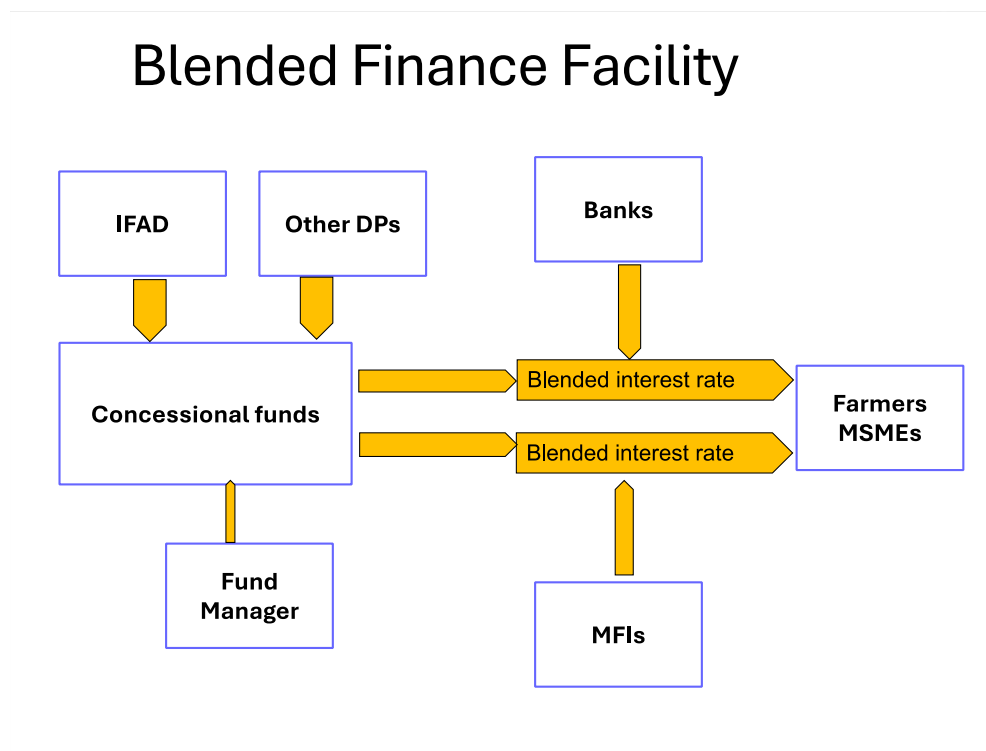 Blended Finance Facility
IFAD
Other DPs
Banks
Concessional funds
Blended interest rate
Blended interest rate
Farmers
MSMEs
Fund
Manager
MFIs